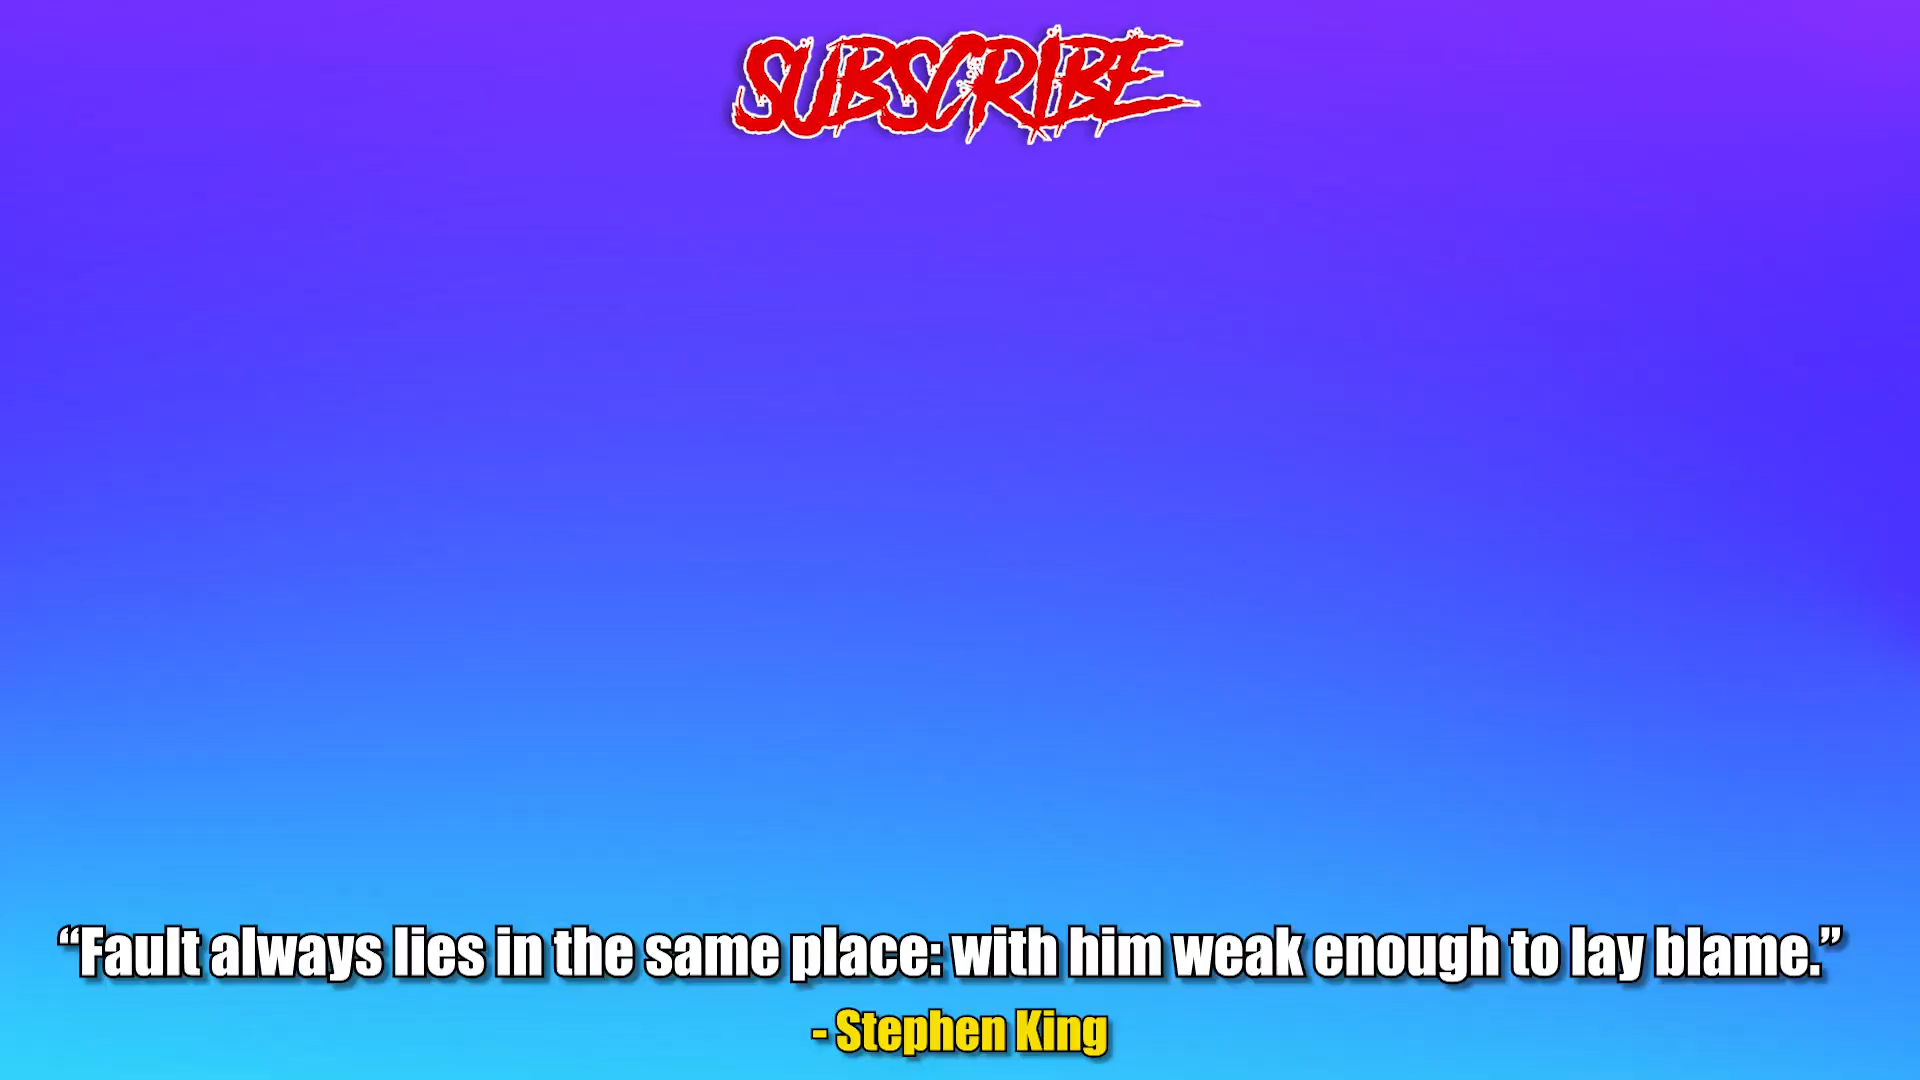 SUBSCRIBE
“Fault always lies in the same place: with him weak enough to lay blame.”
- Stephen King